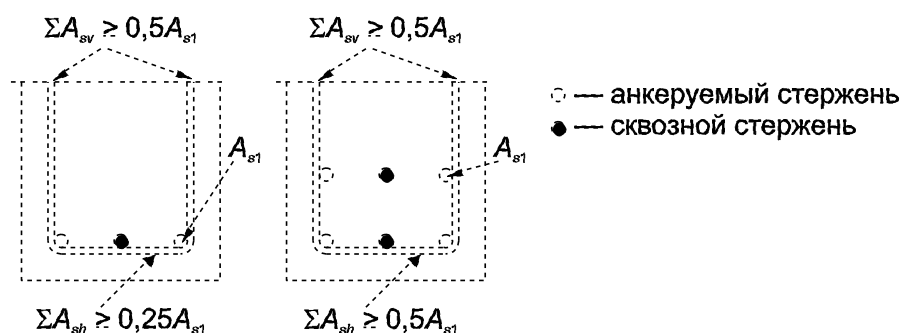 ΣA_sv ≥ 0,5A_s1
ΣA_sv ≥ 0,5A_s1
— анкеруемый стержень
— сквозной стержень
A_s1
A_s1
ΣA_sh ≥ 0,25A_s1
ΣA_sh ≥ 0,5A_s1